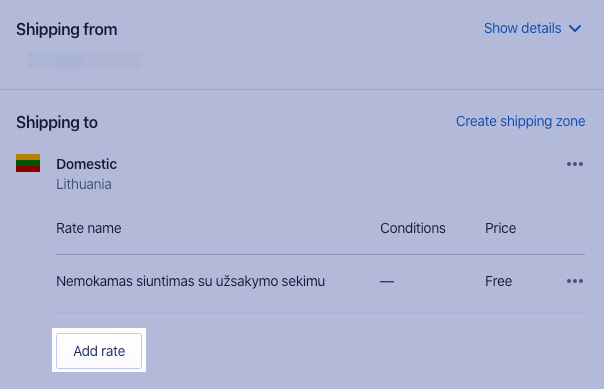 Shipping from
Show details
Shipping to
Create shipping zone
Domestic
Lithuania
Rate name Conditions Price
Nemokamas siuntimas su užsakymo sekimu — Free
Add rate